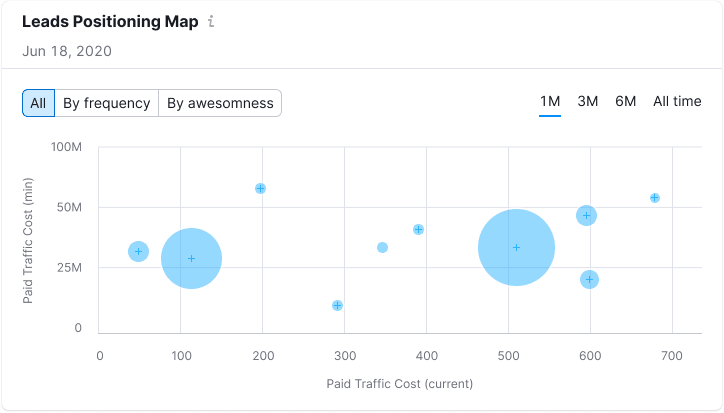 Leads Positioning Map i
Jun 18, 2020
All By frequency By awesomness
1M 3M 6M All time
100M
50M
25M
0
Paid Traffic Cost (min)
0 100 200 300 400 500 600 700
Paid Traffic Cost (current)